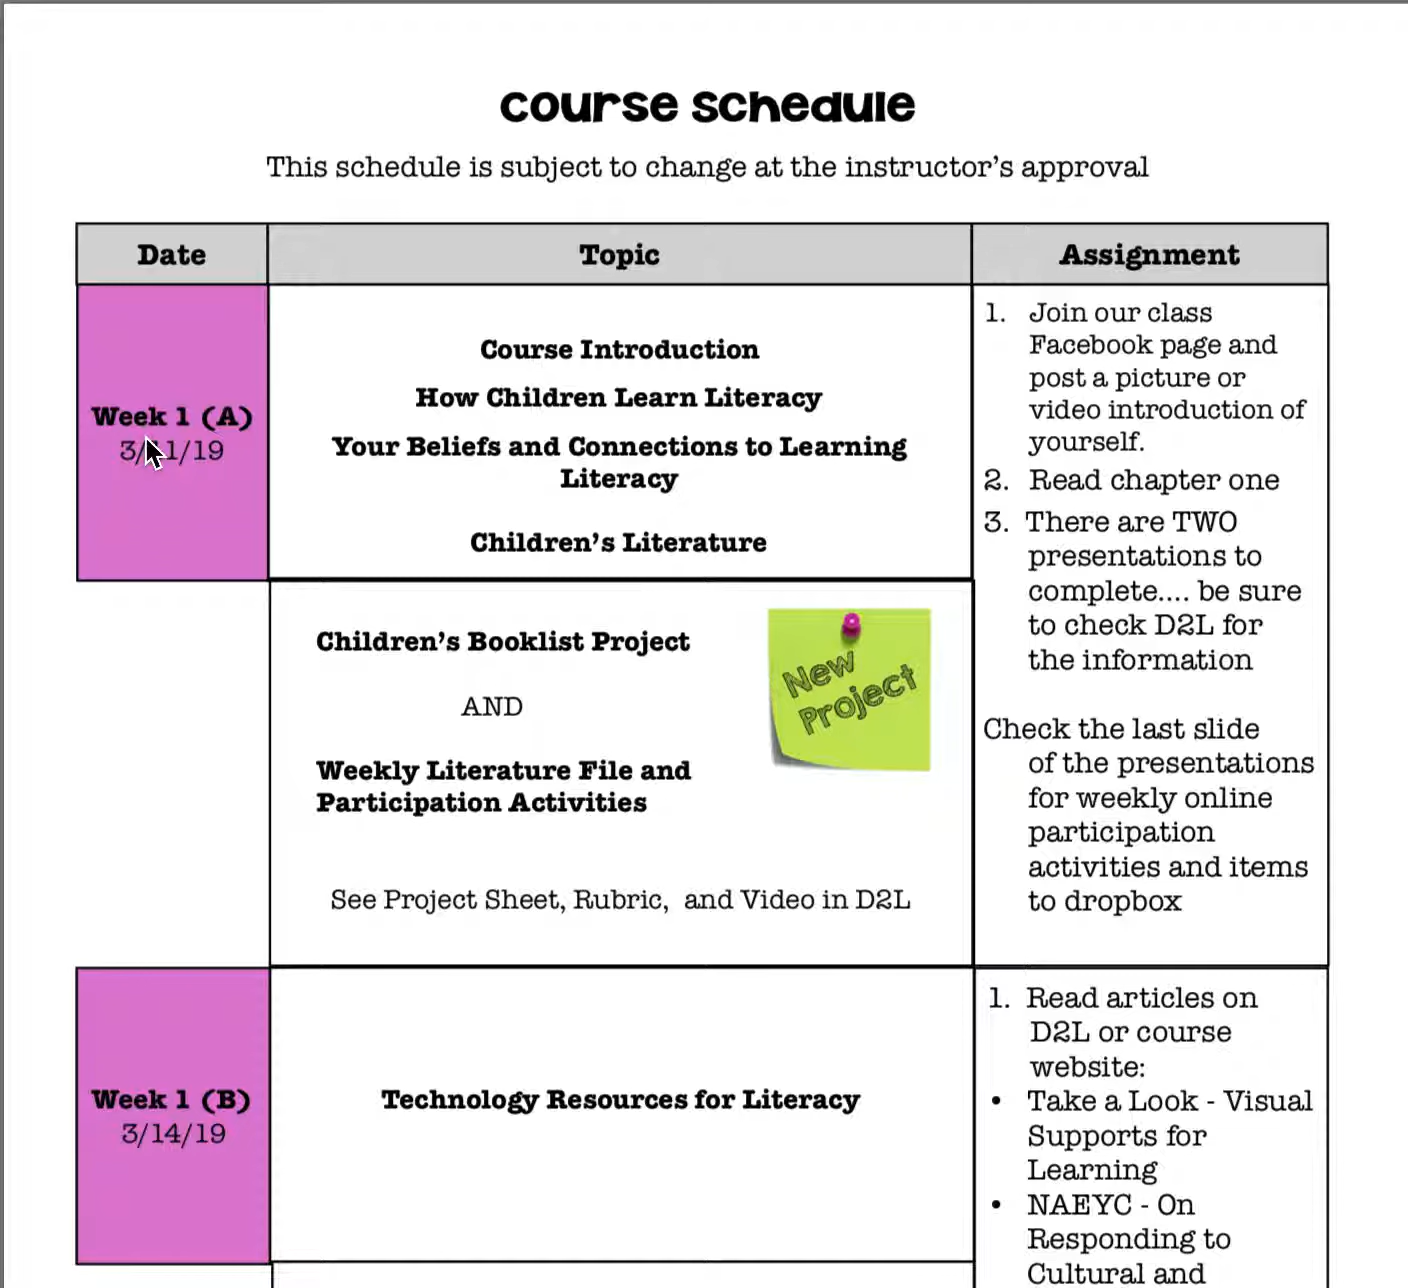 course schedule
This schedule is subject to change at the instructor's approval
Date
Topic
Assignment
Week 1 (A)
3/11/19
Course Introduction
How Children Learn Literacy
Your Beliefs and Connections to Learning
Literacy
Children's Literature
1. Join our class
Facebook page and
post a picture or
video introduction of
yourself.
2. Read chapter one
3. There are TWO
presentations to
complete.... be sure
to check D2L for
the information
Check the last slide
of the presentations
for weekly online
participation
activities and items
to dropbox
Children's Booklist Project
AND
Weekly Literature File and
Participation Activities
See Project Sheet, Rubric, and Video in D2L
New
Project
Week 1 (B)
3/14/19
Technology Resources for Literacy
1. Read articles on
D2L or course
website:
• Take a Look - Visual
Supports for
Learning
• NAEYC - On
Responding to
Cultural and